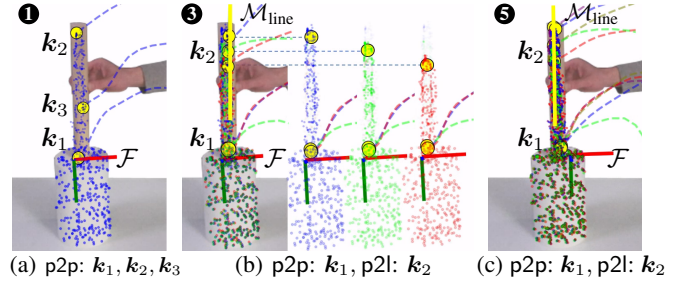 ❶ ❸ ℳ_line ❺ ℳ_line
k₂ k₂
k₃
k₁ ℱ k₁ k₁ ℱ
(a) p2p: k₁, k₂, k₃ (b) p2p: k₁, p2l: k₂ (c) p2p: k₁, p2l: k₂